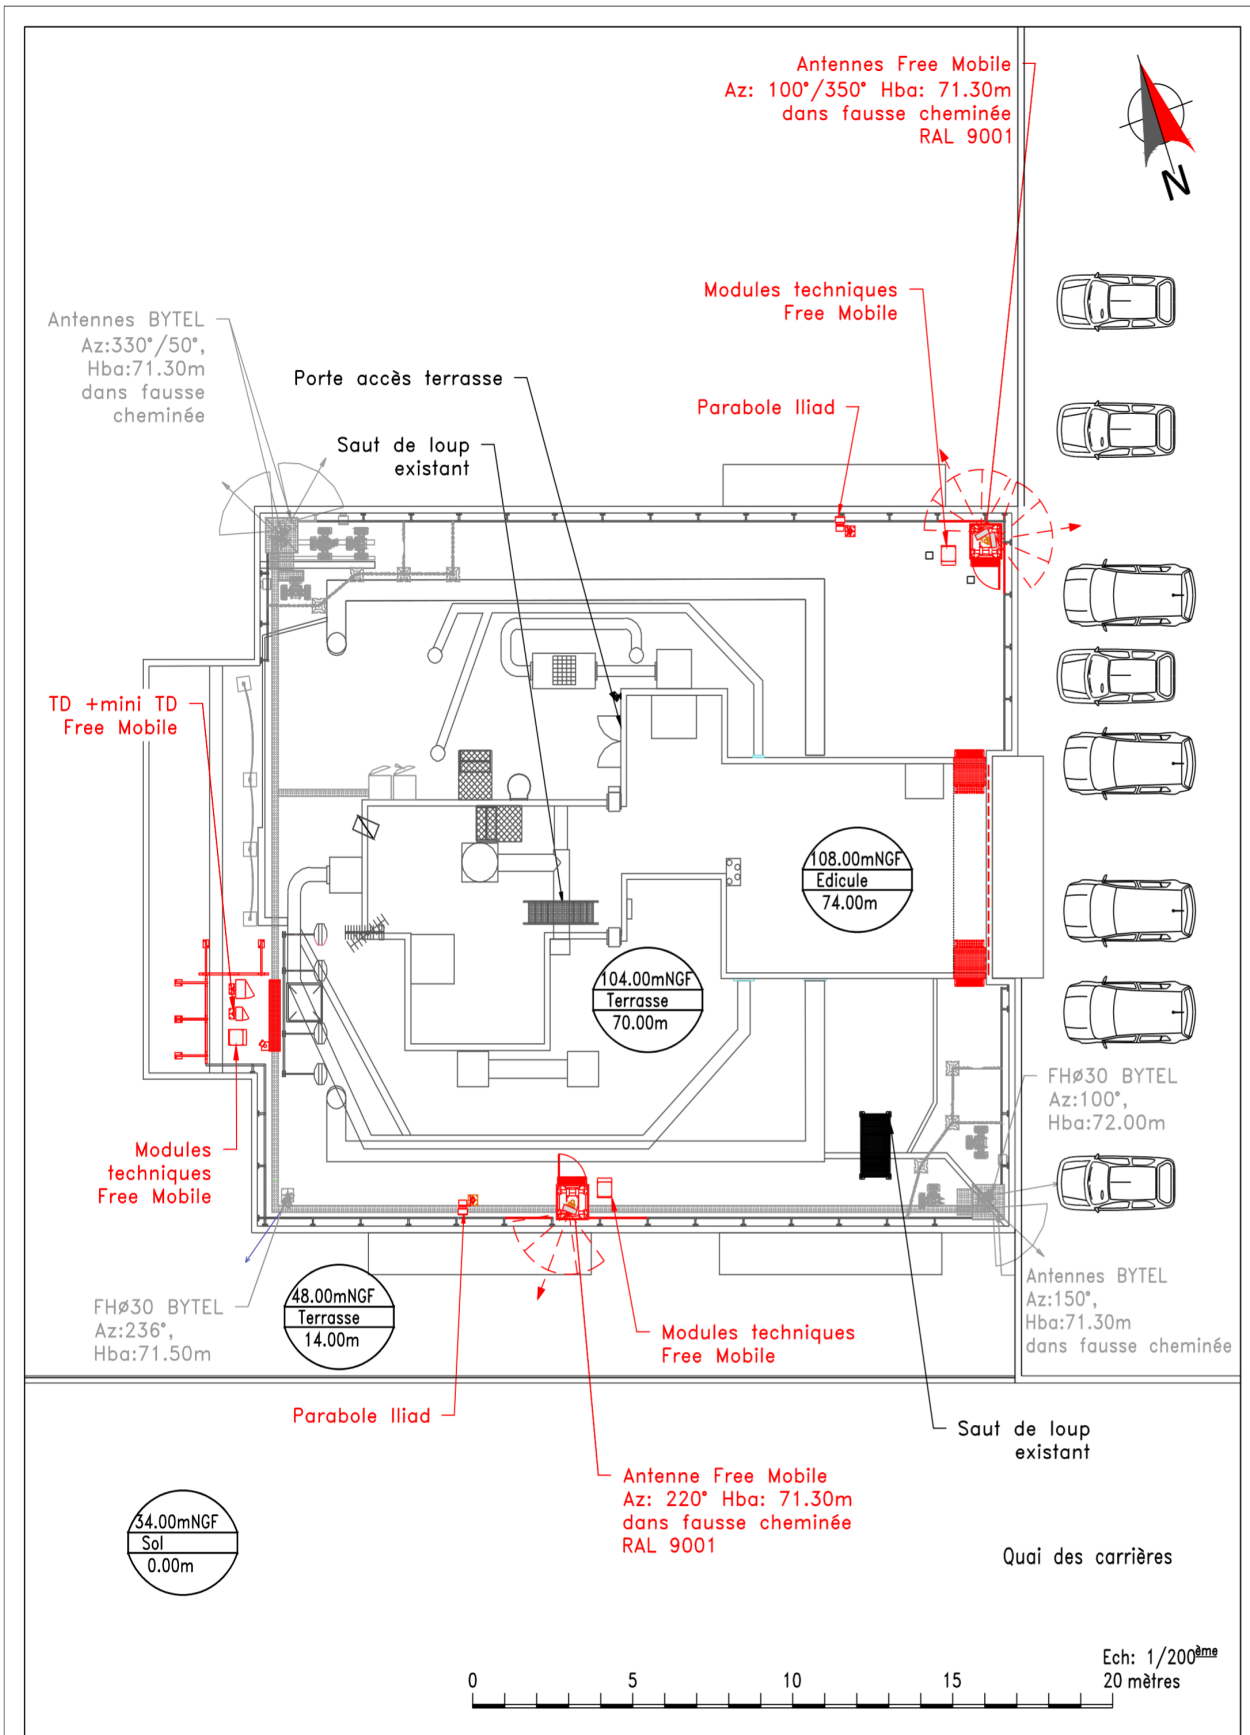 Antennes Free Mobile
Az: 100°/350° Hba: 71.30m
dans fausse cheminée
RAL 9001
N
Modules techniques
Free Mobile
Antennes BYTEL
Az:330°/50°,
Hba:71.30m
dans fausse
cheminée
Porte accès terrasse
Parabole Iliad
Saut de loup
existant
TD +mini TD
Free Mobile
108.00mNGF
Edicule
74.00m
104.00mNGF
Terrasse
70.00m
FHø30 BYTEL
Az:100°,
Hba:72.00m
Modules
techniques
Free Mobile
FHø30 BYTEL
Az:236°,
Hba:71.50m
48.00mNGF
Terrasse
14.00m
Modules techniques
Free Mobile
Antennes BYTEL
Az:150°,
Hba:71.30m
dans fausse cheminée
Parabole Iliad
Saut de loup
existant
Antenne Free Mobile
Az: 220° Hba: 71.30m
dans fausse cheminée
RAL 9001
34.00mNGF
Sol
0.00m
Quai des carrières
Ech: 1/200ème
0 5 10 15 20 mètres